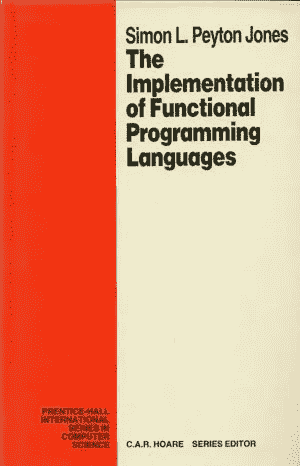 Simon L. Peyton Jones
The
Implementation
of Functional
Programming
Languages
PRENTICE-HALL
INTERNATIONAL
SERIES IN
COMPUTER
SCIENCE
C.A.R. HOARE SERIES EDITOR